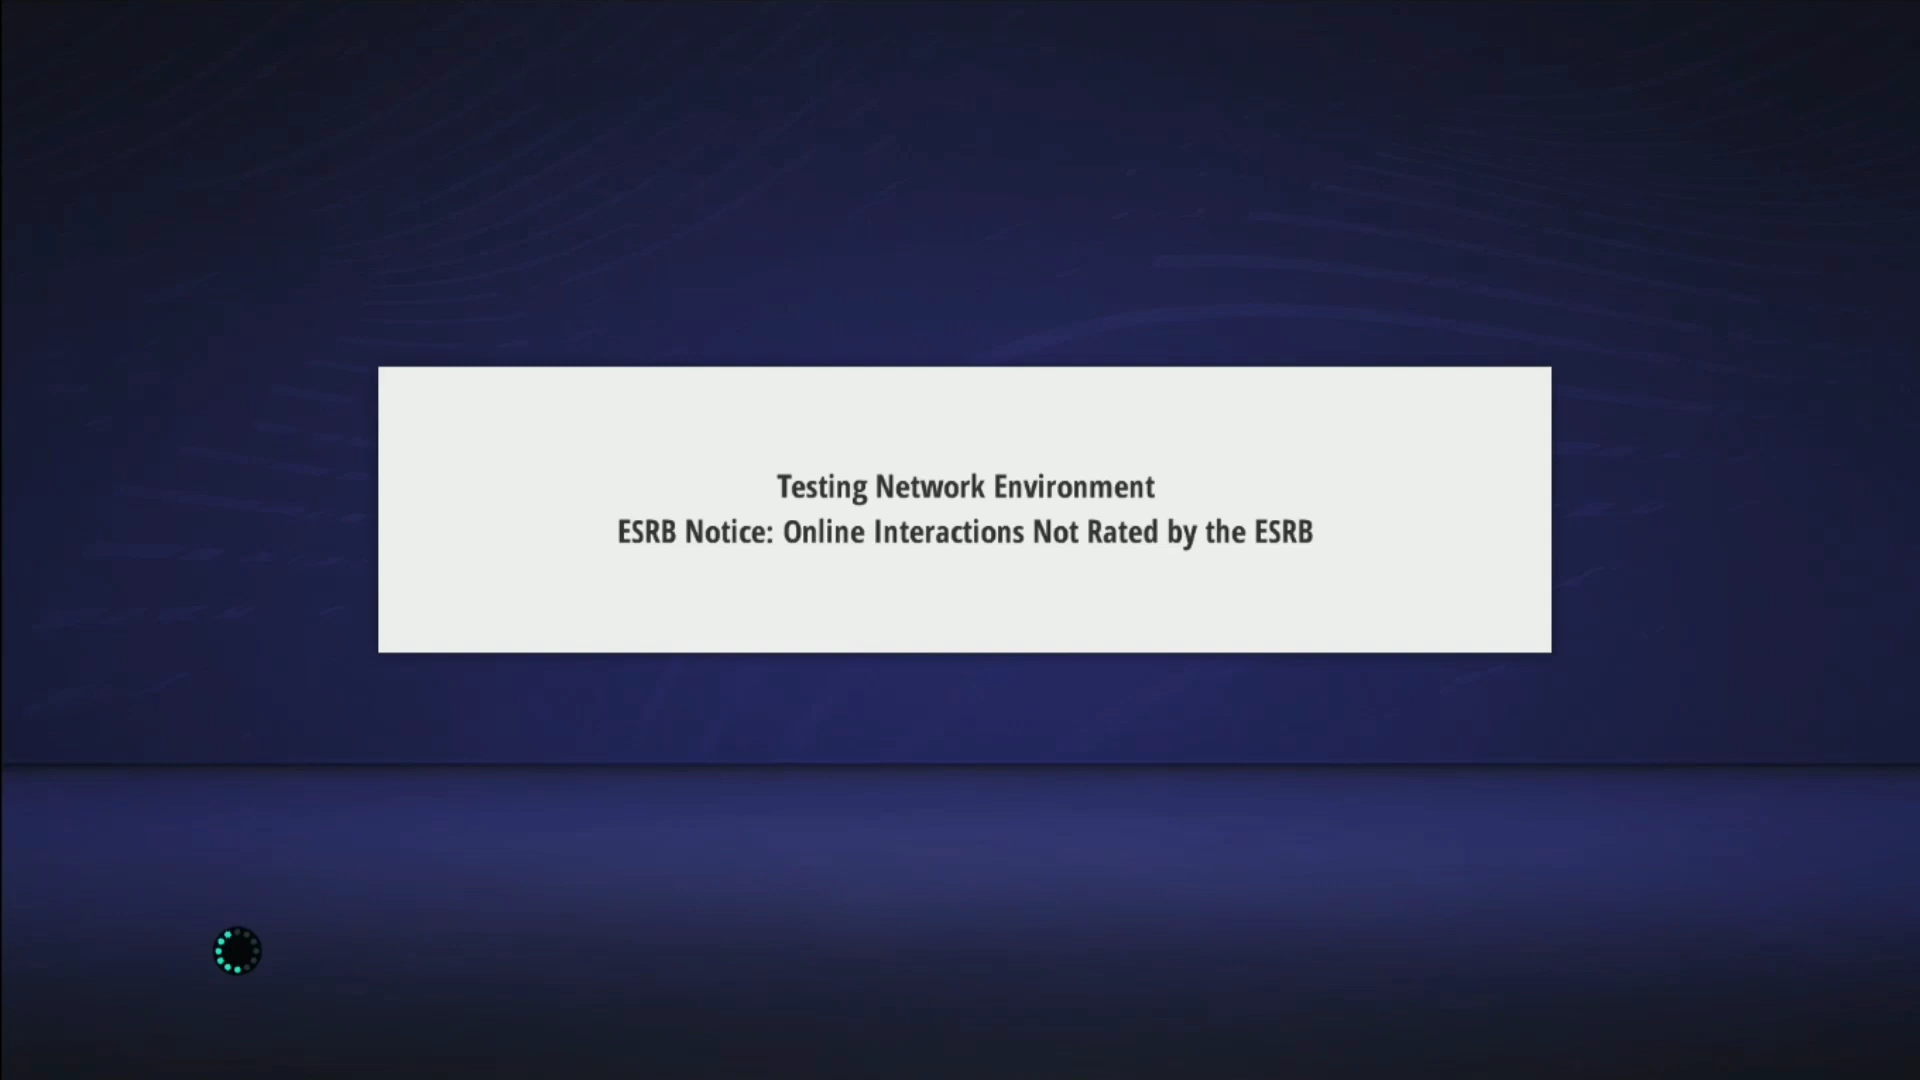 Testing Network Environment
ESRB Notice: Online Interactions Not Rated by the ESRB